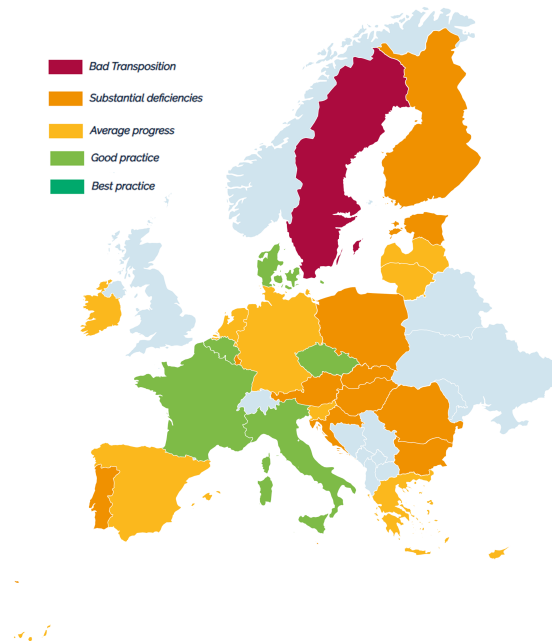 Bad Transposition
Substantial deficiencies
Average progress
Good practice
Best practice